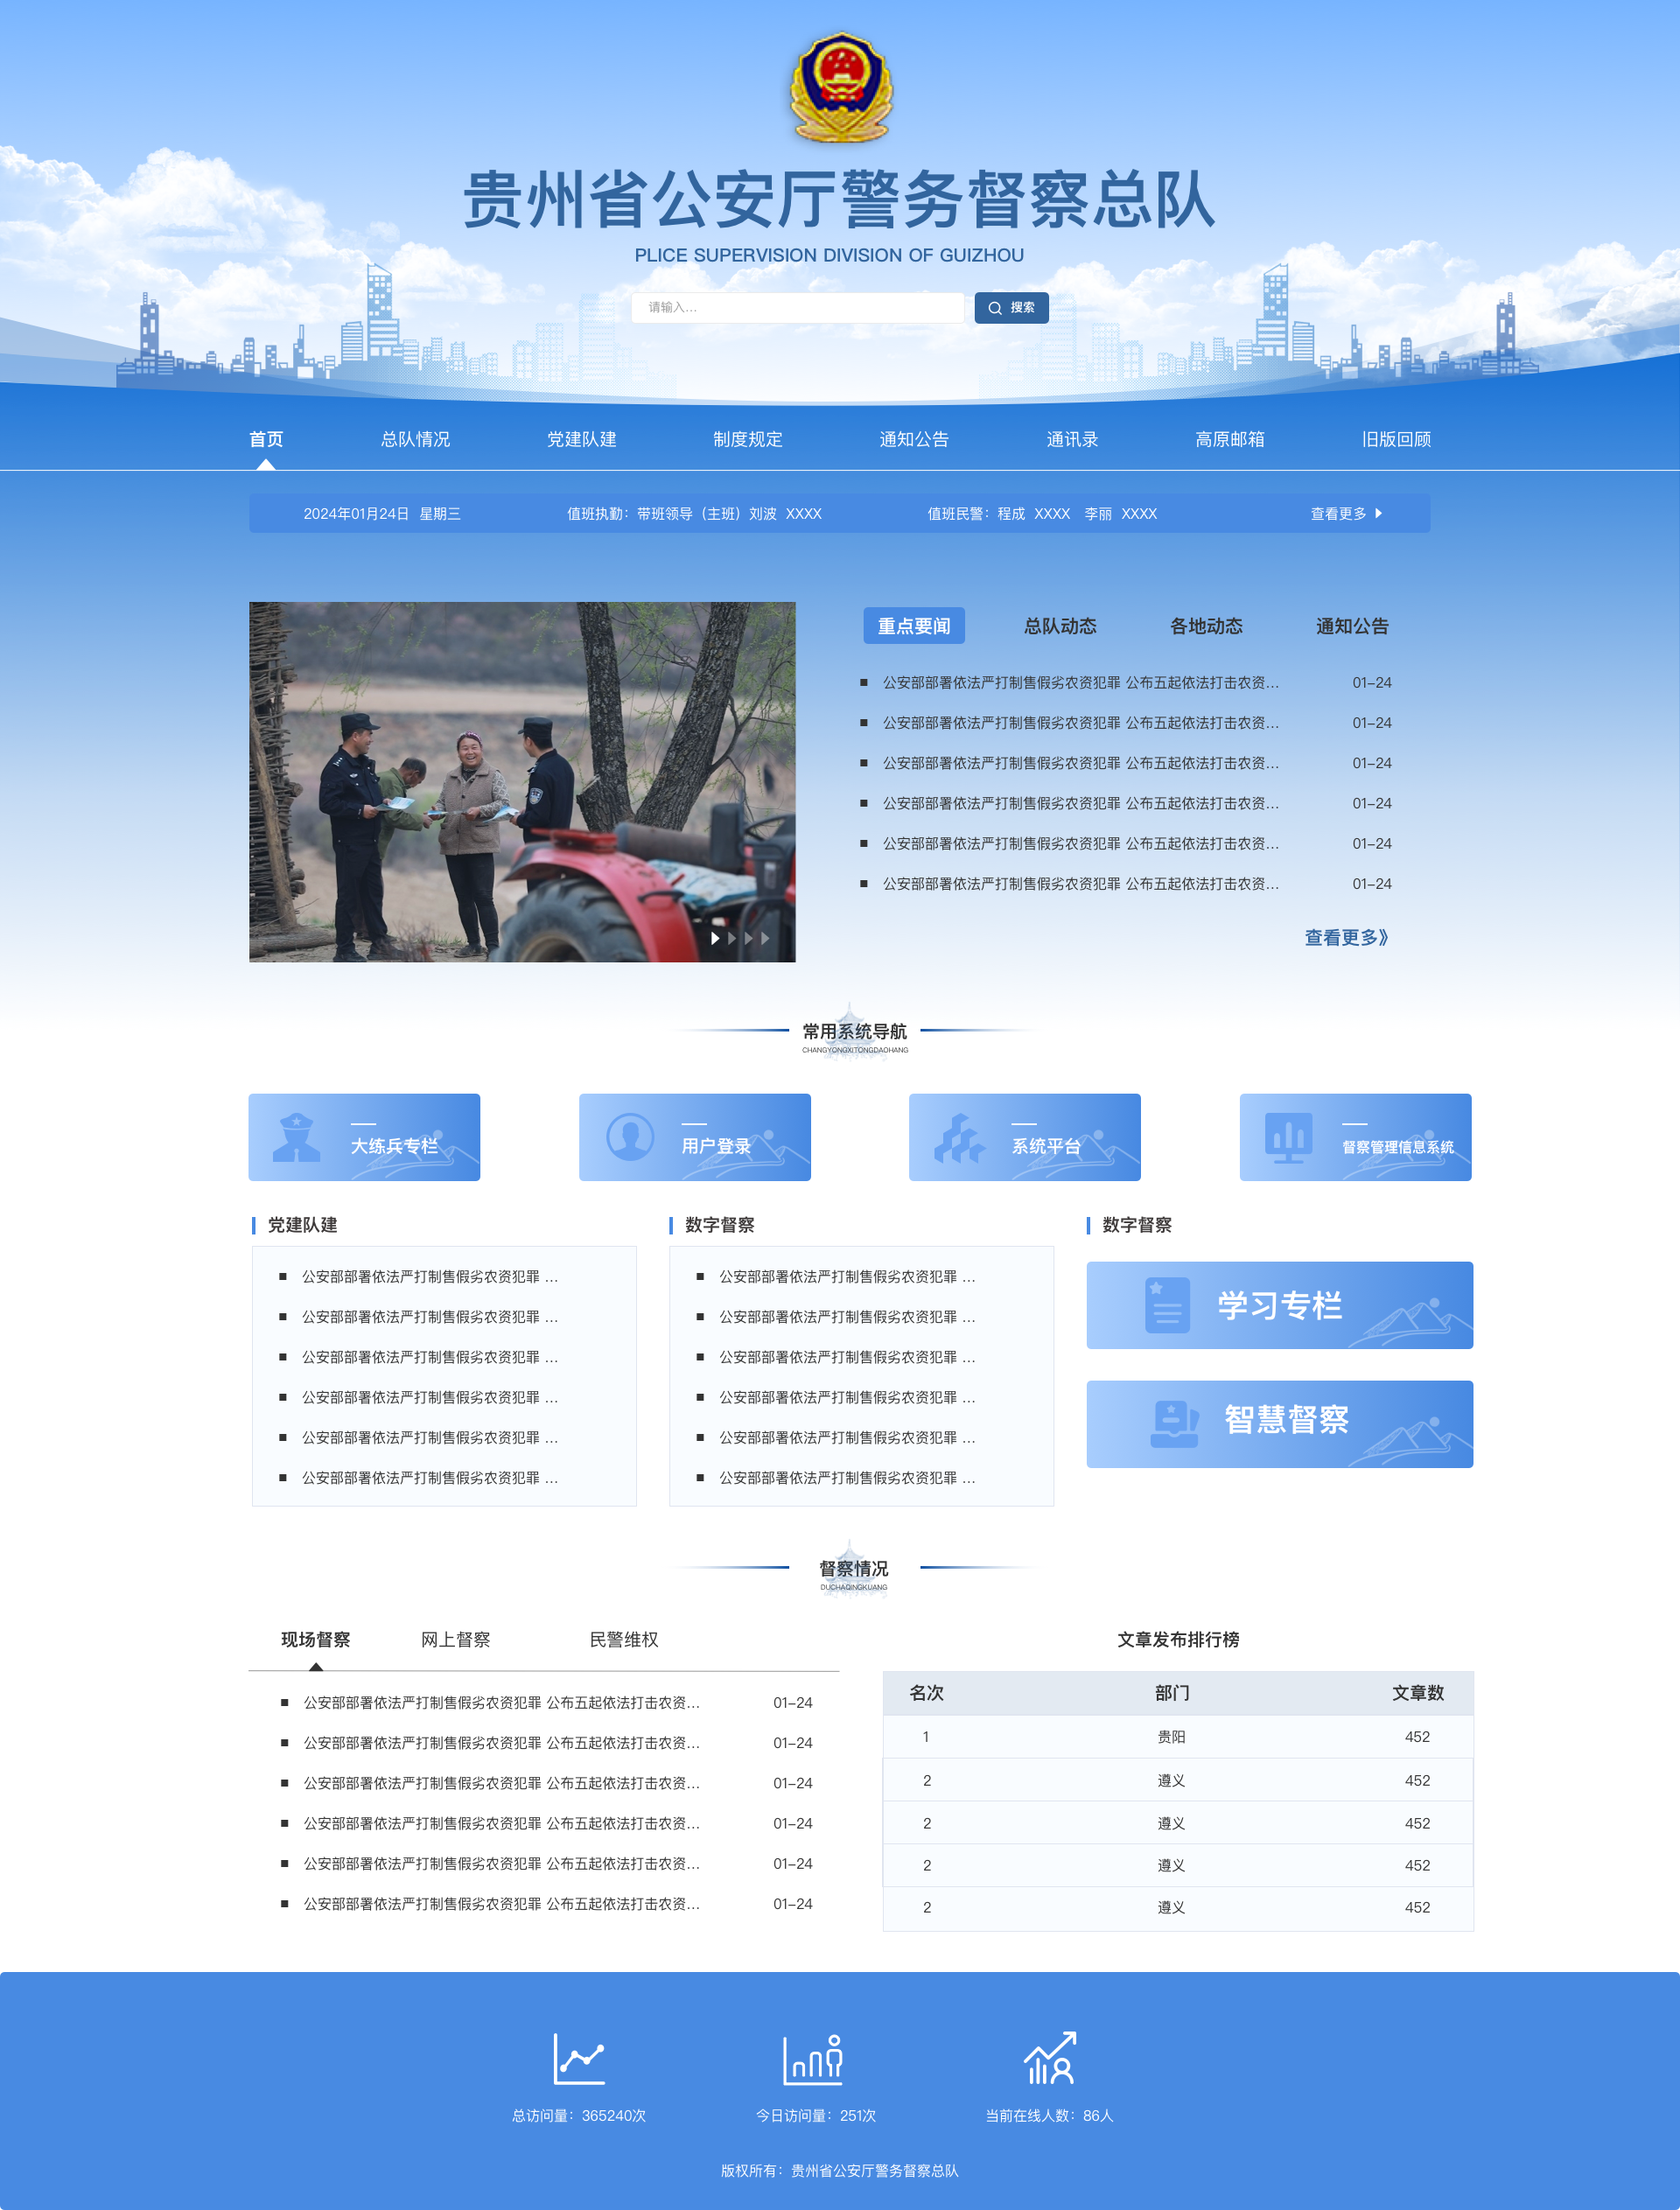 贵州省公安厅警务督察总队
PLICE SUPERVISION DIVISION OF GUIZHOU
请输入...
搜索
首页 总队情况 党建队建 制度规定 通知公告 通讯录 高原邮箱 旧版回顾
2024年01月24日 星期三 值班执勤：带班领导（主班）刘波 XXXX 值班民警：程成 XXXX 李丽 XXXX 查看更多
重点要闻 总队动态 各地动态 通知公告
公安部部署依法严打制售假劣农资犯罪 公布五起依法打击农资... 01-24
公安部部署依法严打制售假劣农资犯罪 公布五起依法打击农资... 01-24
公安部部署依法严打制售假劣农资犯罪 公布五起依法打击农资... 01-24
公安部部署依法严打制售假劣农资犯罪 公布五起依法打击农资... 01-24
公安部部署依法严打制售假劣农资犯罪 公布五起依法打击农资... 01-24
公安部部署依法严打制售假劣农资犯罪 公布五起依法打击农资... 01-24
查看更多》
常用系统导航
CHANGYONGXITONGDAOHANG
大练兵专栏
用户登录
系统平台
督察管理信息系统
党建队建
公安部部署依法严打制售假劣农资犯罪 ...
公安部部署依法严打制售假劣农资犯罪 ...
公安部部署依法严打制售假劣农资犯罪 ...
公安部部署依法严打制售假劣农资犯罪 ...
公安部部署依法严打制售假劣农资犯罪 ...
公安部部署依法严打制售假劣农资犯罪 ...
数字督察
公安部部署依法严打制售假劣农资犯罪 ...
公安部部署依法严打制售假劣农资犯罪 ...
公安部部署依法严打制售假劣农资犯罪 ...
公安部部署依法严打制售假劣农资犯罪 ...
公安部部署依法严打制售假劣农资犯罪 ...
公安部部署依法严打制售假劣农资犯罪 ...
数字督察
学习专栏
智慧督察
督察情况
DUCHAQINGKUANG
现场督察 网上督察 民警维权
公安部部署依法严打制售假劣农资犯罪 公布五起依法打击农资... 01-24
公安部部署依法严打制售假劣农资犯罪 公布五起依法打击农资... 01-24
公安部部署依法严打制售假劣农资犯罪 公布五起依法打击农资... 01-24
公安部部署依法严打制售假劣农资犯罪 公布五起依法打击农资... 01-24
公安部部署依法严打制售假劣农资犯罪 公布五起依法打击农资... 01-24
公安部部署依法严打制售假劣农资犯罪 公布五起依法打击农资... 01-24
文章发布排行榜
名次 部门 文章数
1 贵阳 452
2 遵义 452
2 遵义 452
2 遵义 452
2 遵义 452
总访问量：365240次
今日访问量：251次
当前在线人数：86人
版权所有：贵州省公安厅警务督察总队